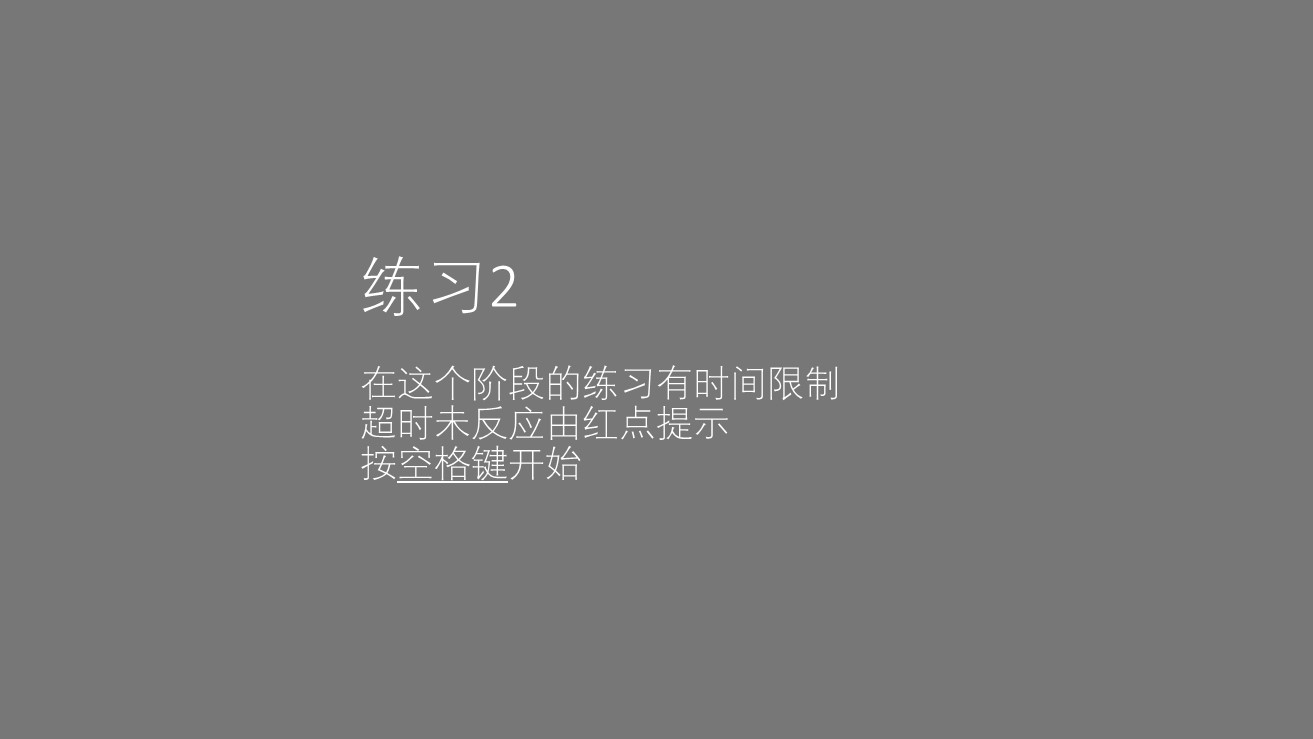 练习2
在这个阶段的练习有时间限制
超时未反应由红点提示
按空格键开始